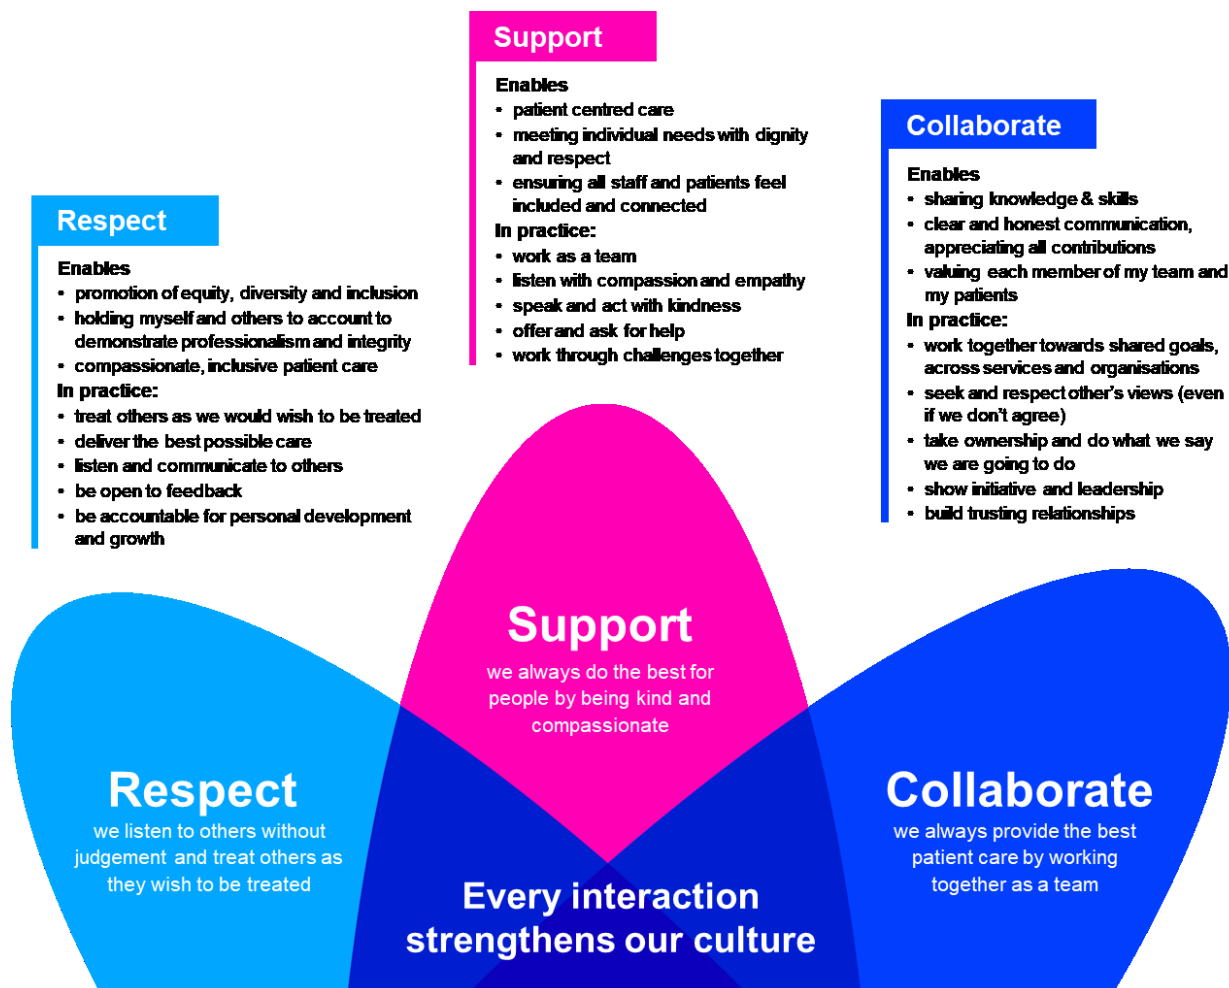 Support
Enables
• patient centred care
• meeting individual needs with dignity
and respect
• ensuring all staff and patients feel
included and connected
In practice:
• work as a team
• listen with compassion and empathy
• speak and act with kindness
• offer and ask for help
• work through challenges together
Collaborate
Enables
• sharing knowledge & skills
• clear and honest communication,
appreciating all contributions
• valuing each member of my team and
my patients
In practice:
• work together towards shared goals,
across services and organisations
• seek and respect other's views (even
if we don't agree)
• take ownership and do what we say
we are going to do
• show initiative and leadership
• build trusting relationships
Respect
Enables
• promotion of equity, diversity and inclusion
• holding myself and others to account to
demonstrate professionalism and integrity
• compassionate, inclusive patient care
In practice:
• treat others as we would wish to be treated
• deliver the best possible care
• listen and communicate to others
• be open to feedback
• be accountable for personal development
and growth
Support
we always do the best for
people by being kind and
compassionate
Respect
we listen to others without
judgement and treat others as
they wish to be treated
Collaborate
we always provide the best
patient care by working
together as a team
Every interaction
strengthens our culture